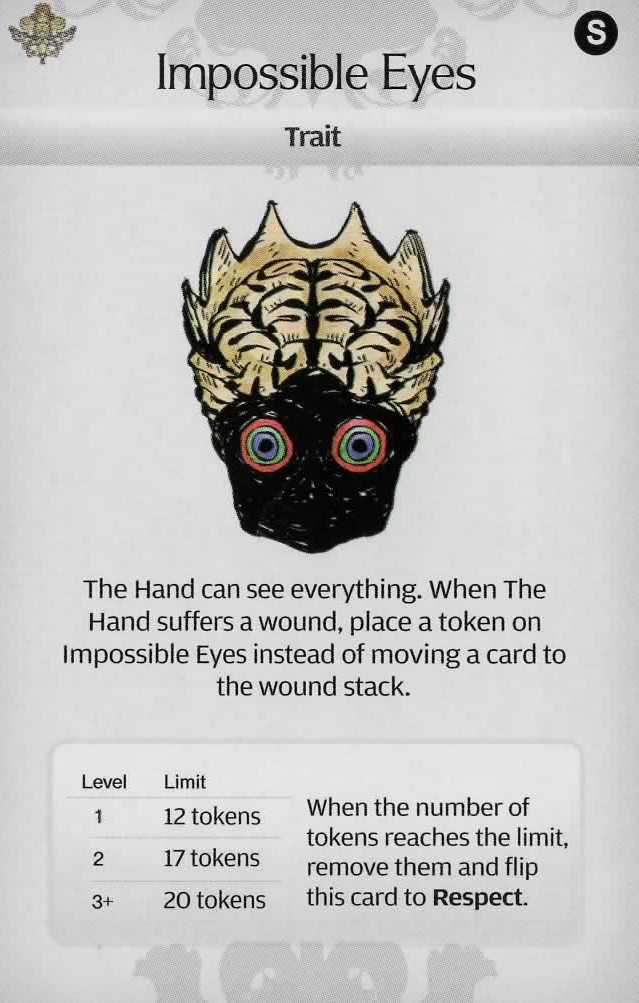 S
Impossible Eyes
Trait
The Hand can see everything. When The
Hand suffers a wound, place a token on
Impossible Eyes instead of moving a card to
the wound stack.
Level Limit
1 12 tokens
2 17 tokens
3+ 20 tokens
When the number of
tokens reaches the limit,
remove them and flip
this card to Respect.